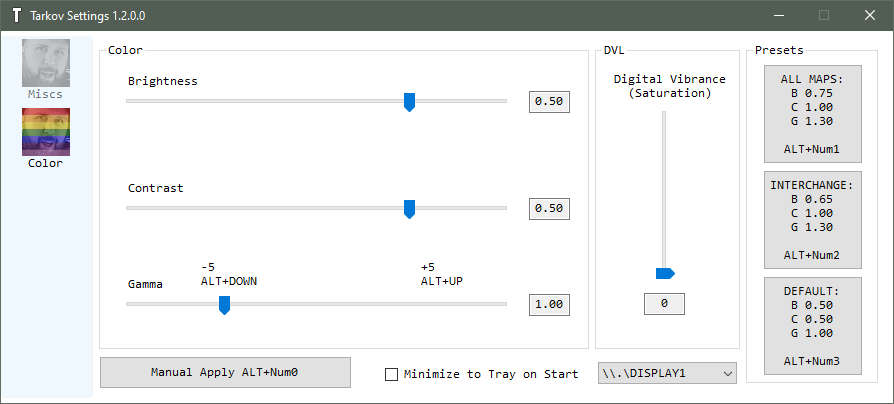 Tarkov Settings 1.2.0.0
Miscs
Color
Color
Brightness
0.50
Contrast
0.50
-5
ALT+DOWN
+5
ALT+UP
Gamma
1.00
Manual Apply ALT+Num0
Minimize to Tray on Start
DVL
Digital Vibrance
(Saturation)
0
\\.\DISPLAY1
Presets
ALL MAPS:
B 0.75
C 1.00
G 1.30
ALT+Num1
INTERCHANGE:
B 0.65
C 1.00
G 1.30
ALT+Num2
DEFAULT:
B 0.50
C 0.50
G 1.00
ALT+Num3